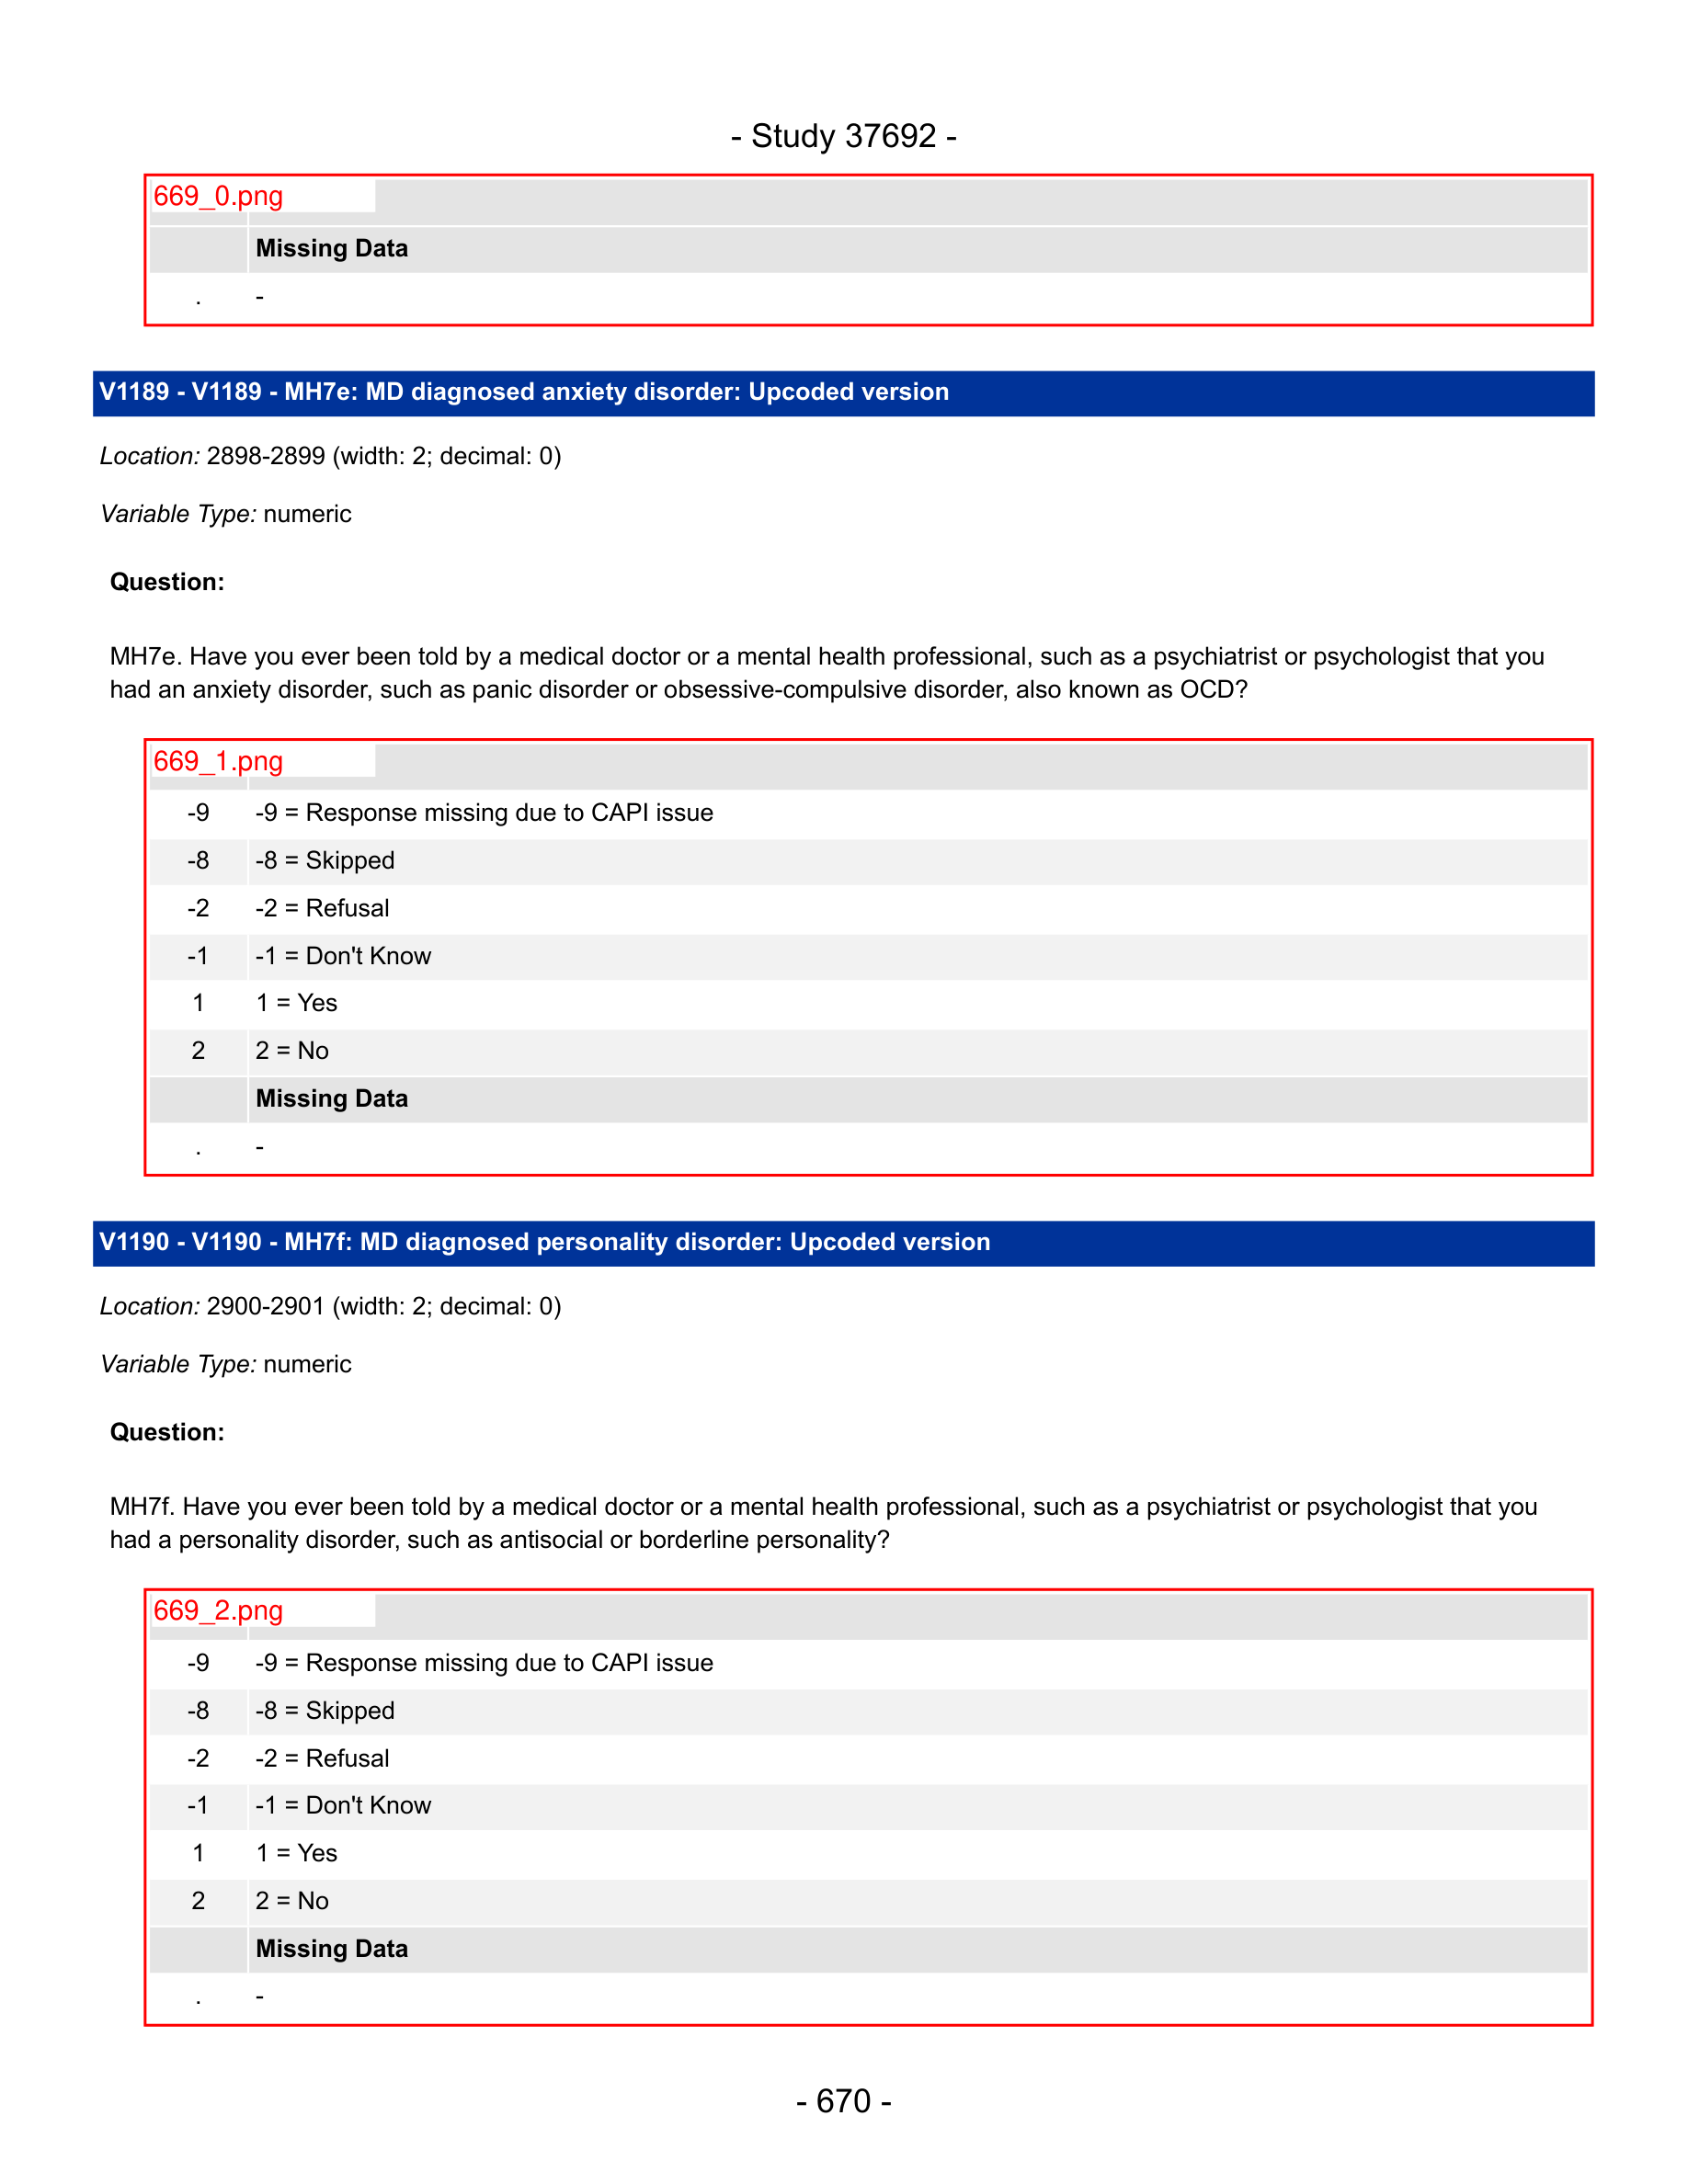 - Study 37692 -
669_0.png
Missing Data
. -
V1189 - V1189 - MH7e: MD diagnosed anxiety disorder: Upcoded version
Location: 2898-2899 (width: 2; decimal: 0)
Variable Type: numeric
Question:
MH7e. Have you ever been told by a medical doctor or a mental health professional, such as a psychiatrist or psychologist that you
had an anxiety disorder, such as panic disorder or obsessive-compulsive disorder, also known as OCD?
669_1.png
-9 -9 = Response missing due to CAPI issue
-8 -8 = Skipped
-2 -2 = Refusal
-1 -1 = Don't Know
1 1 = Yes
2 2 = No
Missing Data
. -
V1190 - V1190 - MH7f: MD diagnosed personality disorder: Upcoded version
Location: 2900-2901 (width: 2; decimal: 0)
Variable Type: numeric
Question:
MH7f. Have you ever been told by a medical doctor or a mental health professional, such as a psychiatrist or psychologist that you
had a personality disorder, such as antisocial or borderline personality?
669_2.png
-9 -9 = Response missing due to CAPI issue
-8 -8 = Skipped
-2 -2 = Refusal
-1 -1 = Don't Know
1 1 = Yes
2 2 = No
Missing Data
. -
- 670 -